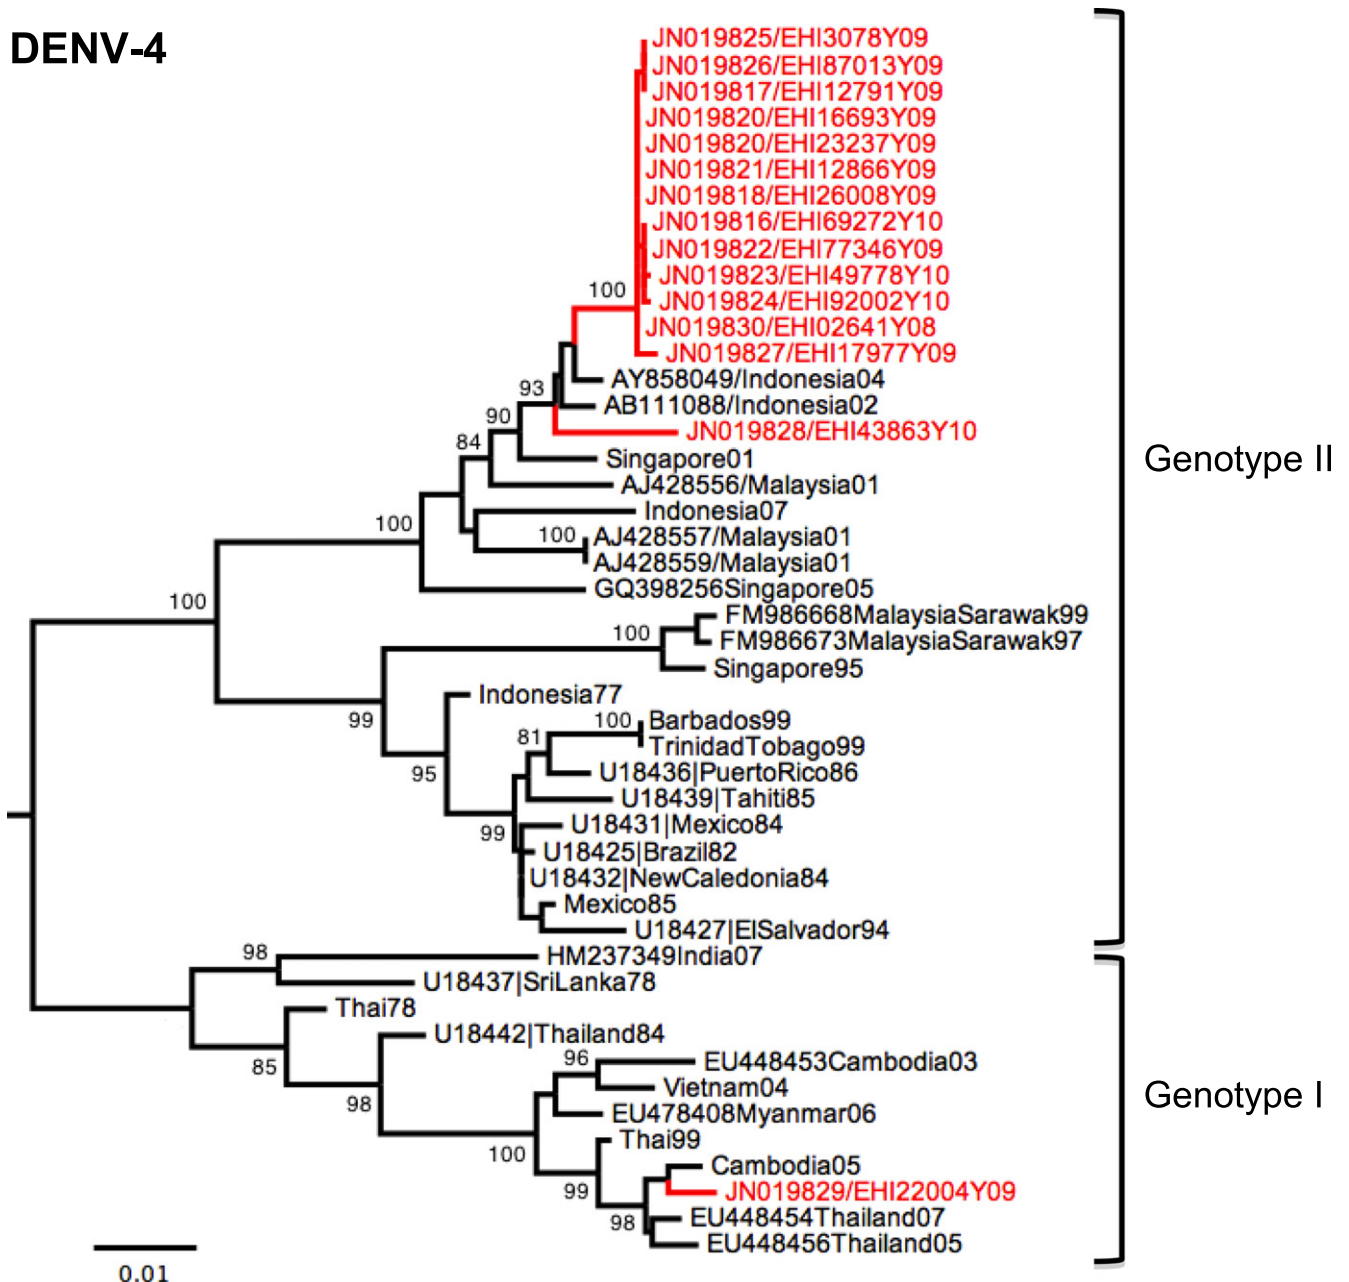 DENV-4
JN019825/EHI3078Y09
JN019826/EHI87013Y09
JN019817/EHI12791Y09
JN019820/EHI16693Y09
JN019820/EHI23237Y09
JN019821/EHI12866Y09
JN019818/EHI26008Y09
JN019816/EHI69272Y10
JN019822/EHI77346Y09
JN019823/EHI49778Y10
JN019824/EHI92002Y10
100
JN019830/EHI02641Y08
JN019827/EHI17977Y09
AY858049/Indonesia04
93
AB111088/Indonesia02
90
JN019828/EHI43863Y10
84
Singapore01
Genotype II
AJ428556/Malaysia01
Indonesia07
100
100
AJ428557/Malaysia01
AJ428559/Malaysia01
GQ398256Singapore05
100
FM986668MalaysiaSarawak99
100
FM986673MalaysiaSarawak97
Singapore95
Indonesia77
99
100
Barbados99
81
TrinidadTobago99
95
U18436|PuertoRico86
U18439|Tahiti85
99
U18431|Mexico84
U18425|Brazil82
U18432|NewCaledonia84
Mexico85
U18427|ElSalvador94
98
HM237349India07
U18437|SriLanka78
Thai78
U18442|Thailand84
85
96
EU448453Cambodia03
Vietnam04
Genotype I
98
EU478408Myanmar06
Thai99
100
Cambodia05
99
JN019829/EHI22004Y09
98
EU448454Thailand07
EU448456Thailand05
0.01